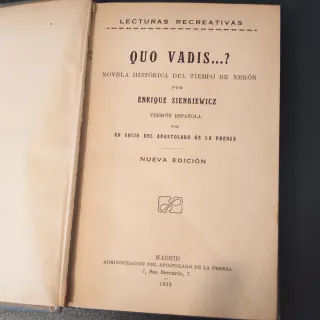 LECTURAS RECREATIVAS
QUO VADIS...?
NOVELA HISTÓRICA DEL TIEMPO DE NERÓN
POR
ENRIQUE SIENKIEWICZ
VERSIÓN ESPAÑOLA
POR
UN SOCIO DEL APOSTOLADO DE LA PRENSA
NUEVA EDICIÓN
MADRID
ADMINISTRACIÓN DEL APOSTOLADO DE LA PRENSA
7, San Bernardo, 7
1912